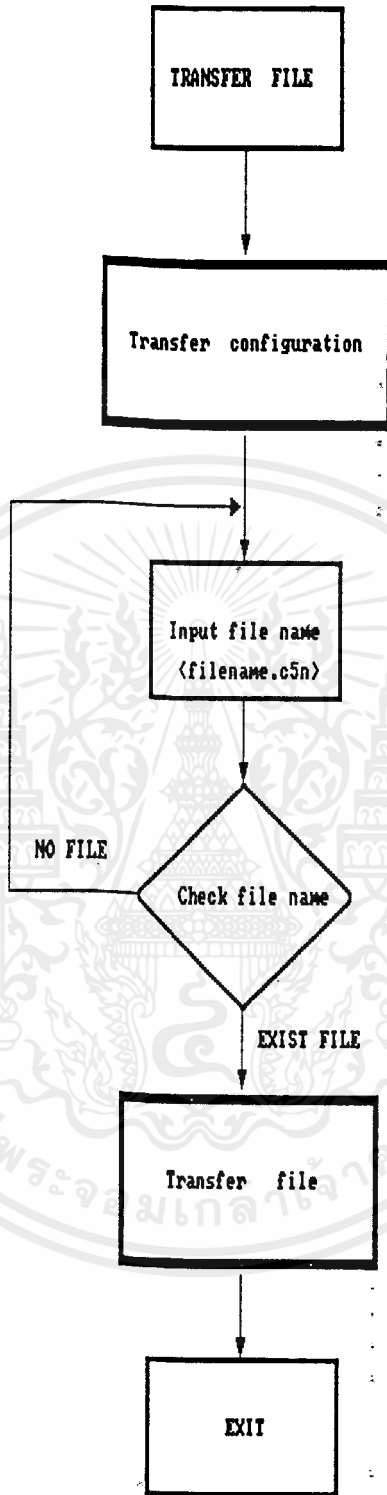 TRANSFER FILE
Transfer configuration
Input file name
<filename.c5n>
Check file name
NO FILE
EXIST FILE
Transfer file
EXIT